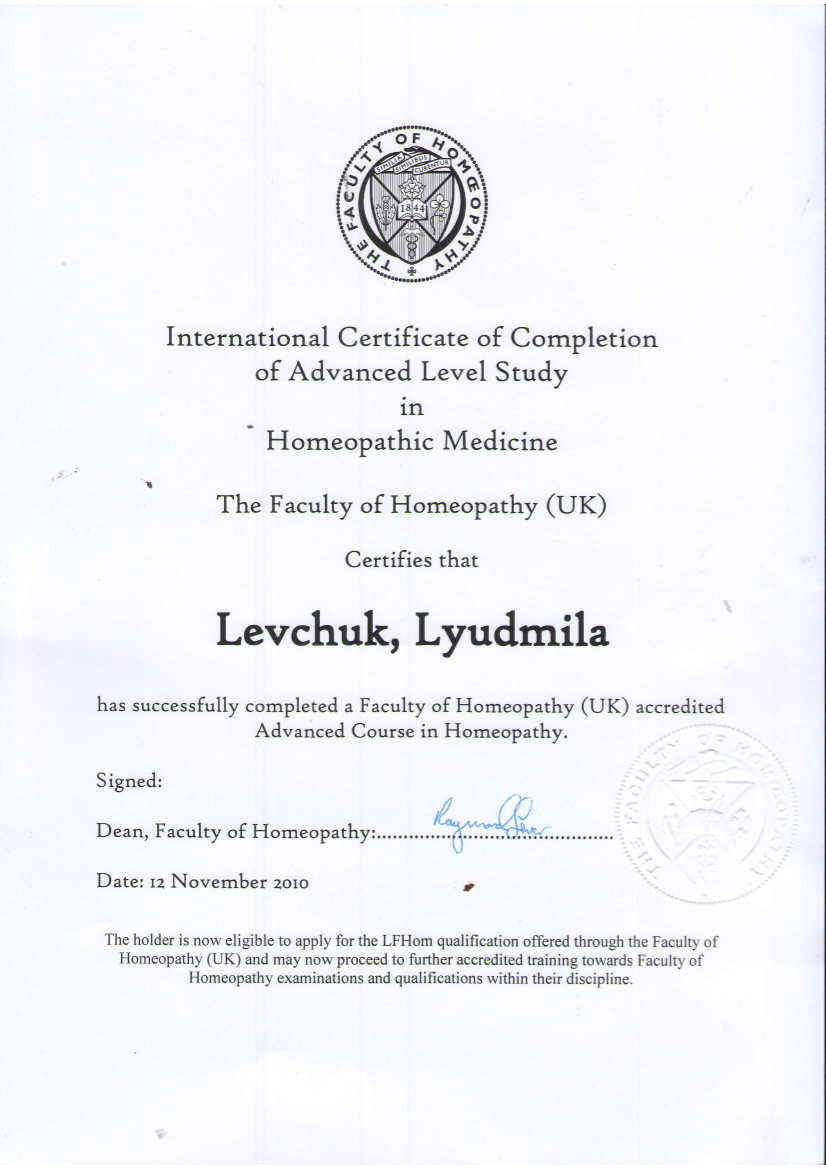 THE FACULTY OF HOMŒOPATHY
SIMILIA
SIMILIBUS
CURENTUR
1844
International Certificate of Completion
of Advanced Level Study
in
Homeopathic Medicine
The Faculty of Homeopathy (UK)
Certifies that
Levchuk, Lyudmila
has successfully completed a Faculty of Homeopathy (UK) accredited
Advanced Course in Homeopathy.
Signed:
Dean, Faculty of Homeopathy:....................................
Date: 12 November 2010
THE FACULTY OF HOMŒOPATHY
The holder is now eligible to apply for the LFHom qualification offered through the Faculty of
Homeopathy (UK) and may now proceed to further accredited training towards Faculty of
Homeopathy examinations and qualifications within their discipline.